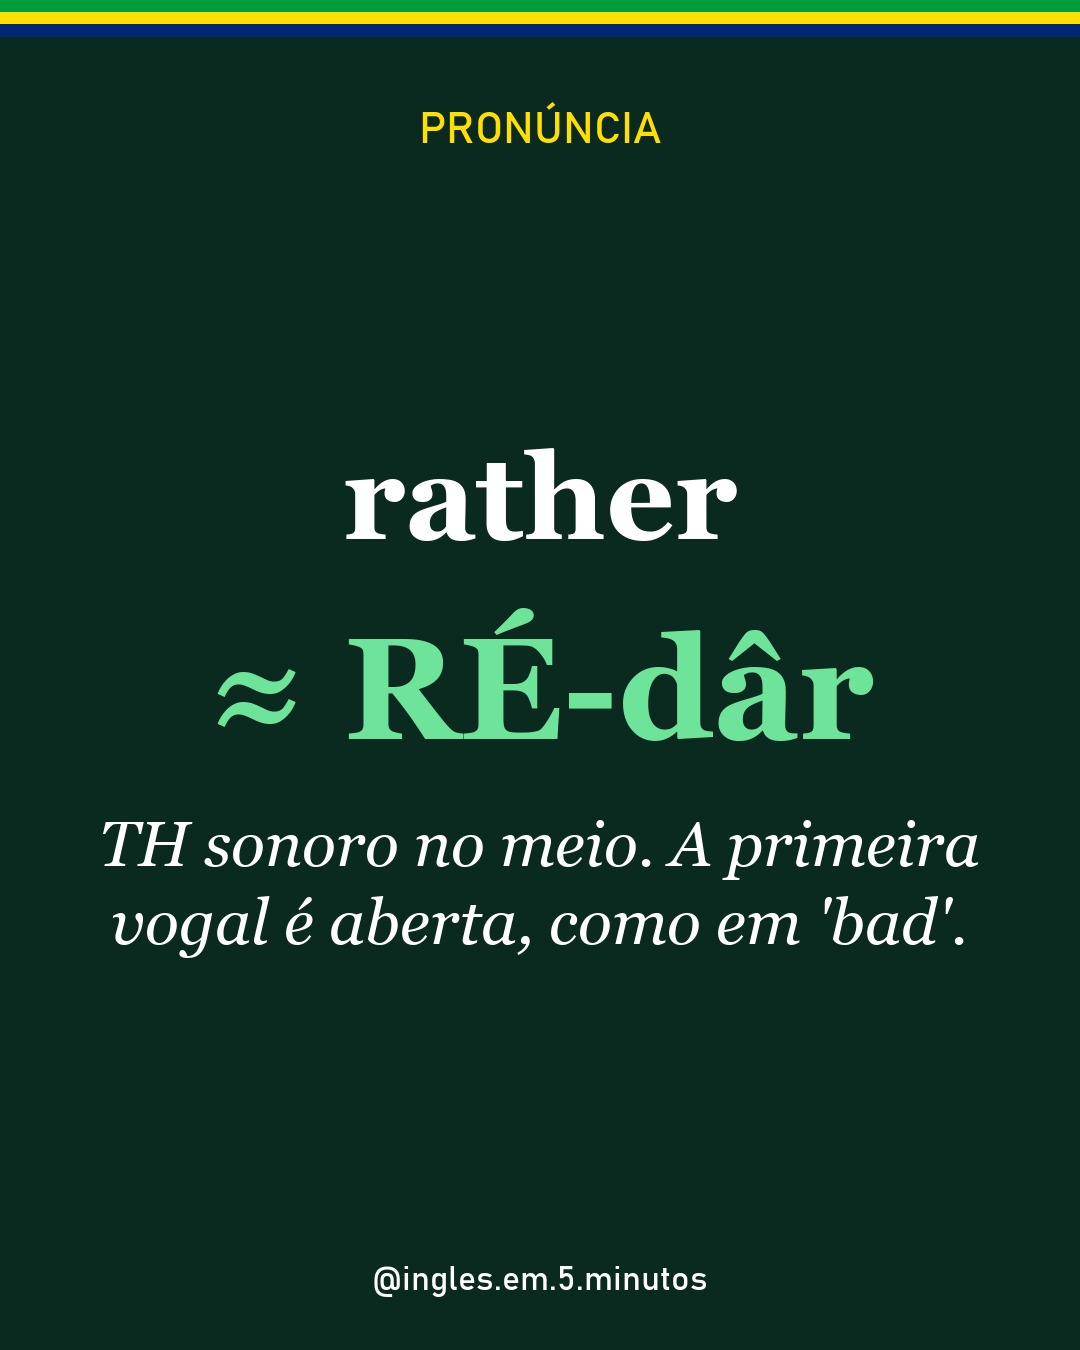 PRONÚNCIA
rather
≈ RÉ-dâr
TH sonoro no meio. A primeira
vogal é aberta, como em 'bad'.
@ingles.em.5.minutos